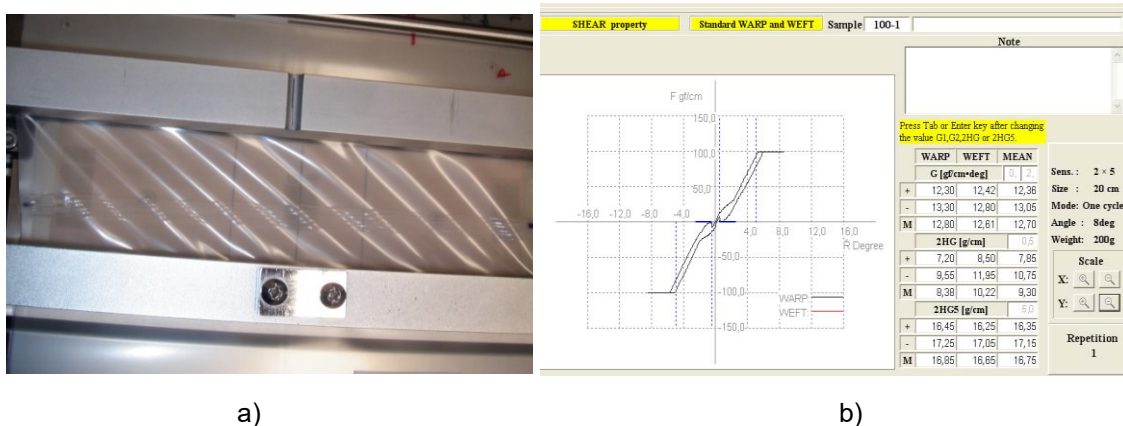 SHEAR property Standard WARP and WEFT Sample 100-1
Note
Press Tab or Enter key after changing
the value G1,G2,2HG or 2HG5.
F gf/cm
150,0
100,0
50,0
-16,0 -12,0 -8,0 -4,0 4,0 8,0 12,0 16,0
R Degree
-50,0
-100,0
-150,0
WARP
WEFT
WARP WEFT MEAN
G [gf/cm•deg] 0, 2,
+ 12,30 12,42 12,36
- 13,30 12,80 13,05
M 12,80 12,61 12,70
2HG [g/cm] 0,5
+ 7,20 8,50 7,85
- 9,55 11,95 10,75
M 8,38 10,22 9,30
2HG5 [g/cm] 5,0
+ 16,45 16,25 16,35
- 17,25 17,05 17,15
M 16,85 16,65 16,75
Sens. : 2 × 5
Size : 20 cm
Mode: One cycle
Angle : 8deg
Weight: 200g
Scale
X:
Y:
Repetition
1
a) b)